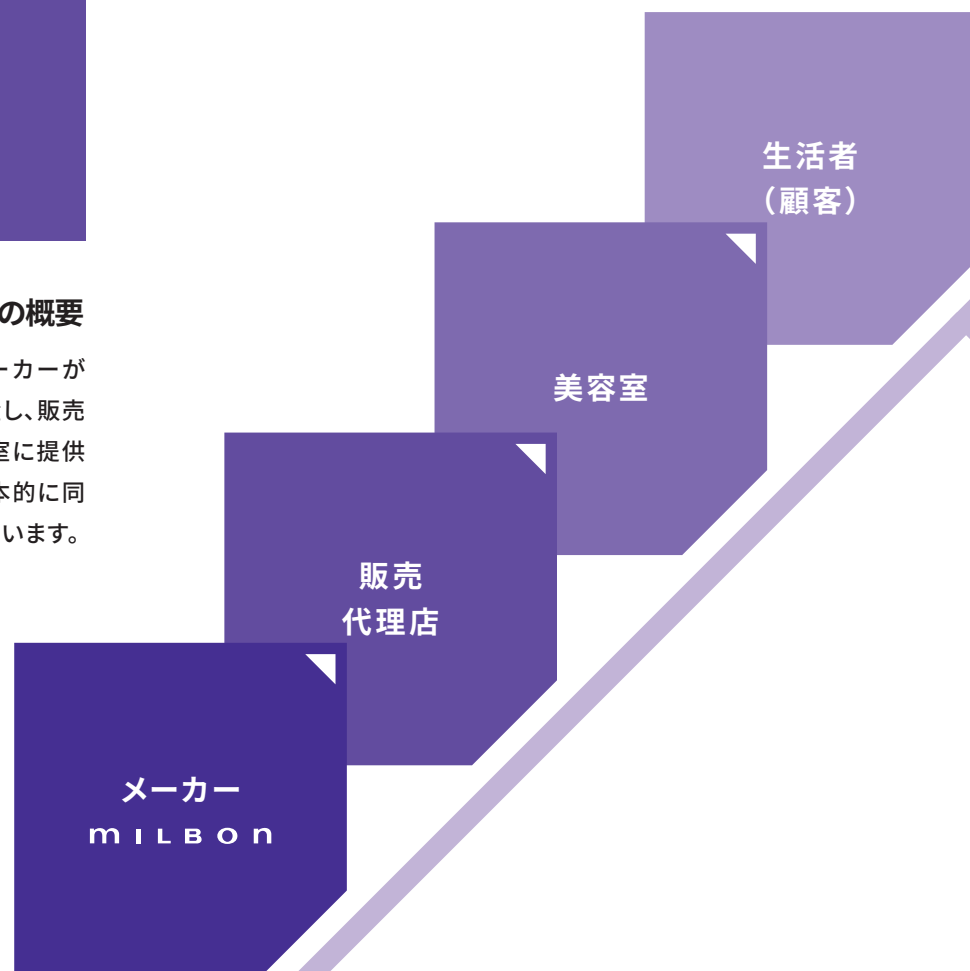 の概要
ーカーが
し、販売
室に提供
本的に同
います。
生活者
（顧客）
美容室
販売
代理店
メーカー
MILBON